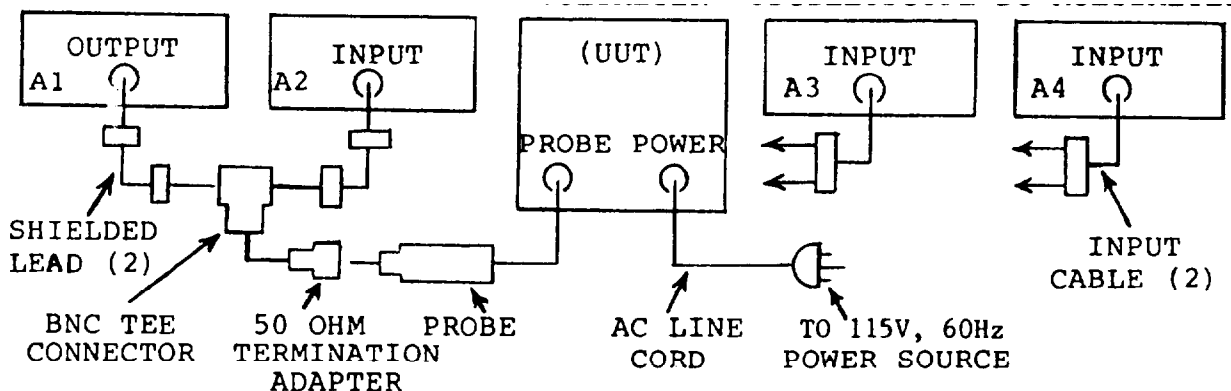 OUTPUT
A1
INPUT
A2
(UUT)
PROBE POWER
INPUT
A3
INPUT
A4
SHIELDED
LEAD (2)
BNC TEE
CONNECTOR
50 OHM
TERMINATION
ADAPTER
PROBE
AC LINE
CORD
TO 115V, 60Hz
POWER SOURCE
INPUT
CABLE (2)